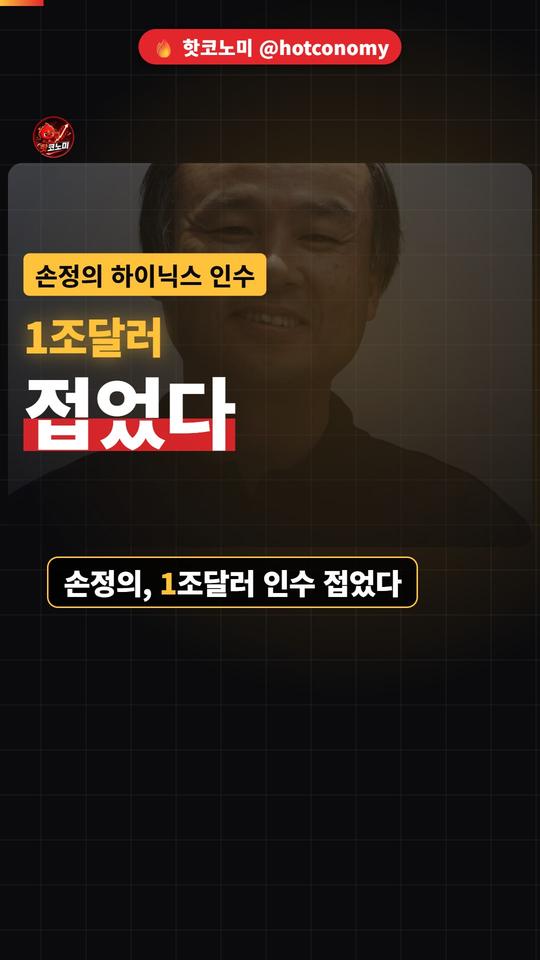 핫코노미 @hotconomy
핫코노미
손정의 하이닉스 인수
1조달러
접었다
손정의, 1조달러 인수 접었다